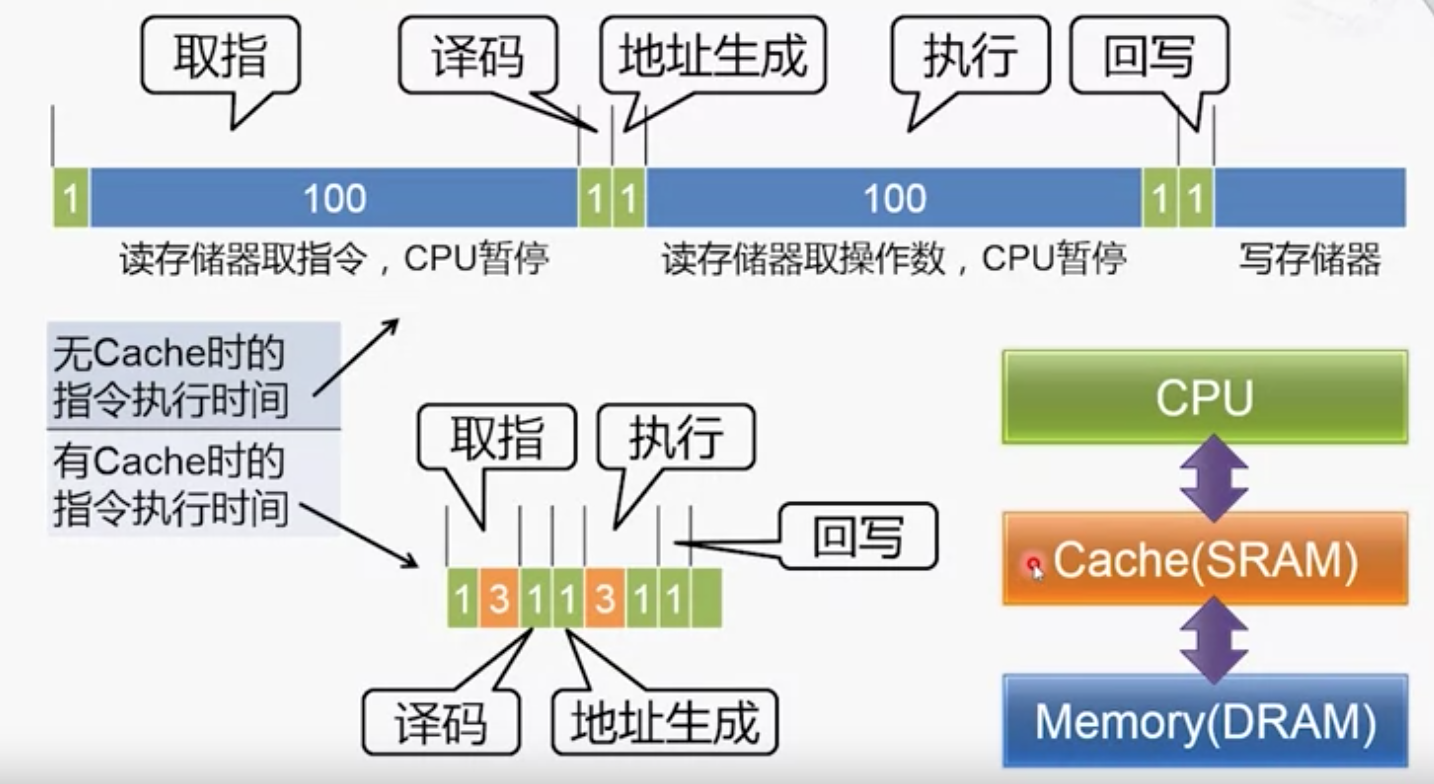 取指
译码
地址生成
执行
回写
1 100 1 1 100 1 1
读存储器取指令，CPU暂停
读存储器取操作数，CPU暂停
写存储器
无Cache时的
指令执行时间
有Cache时的
指令执行时间
取指
执行
回写
1 3 1 1 3 1 1
译码
地址生成
CPU
Cache(SRAM)
Memory(DRAM)